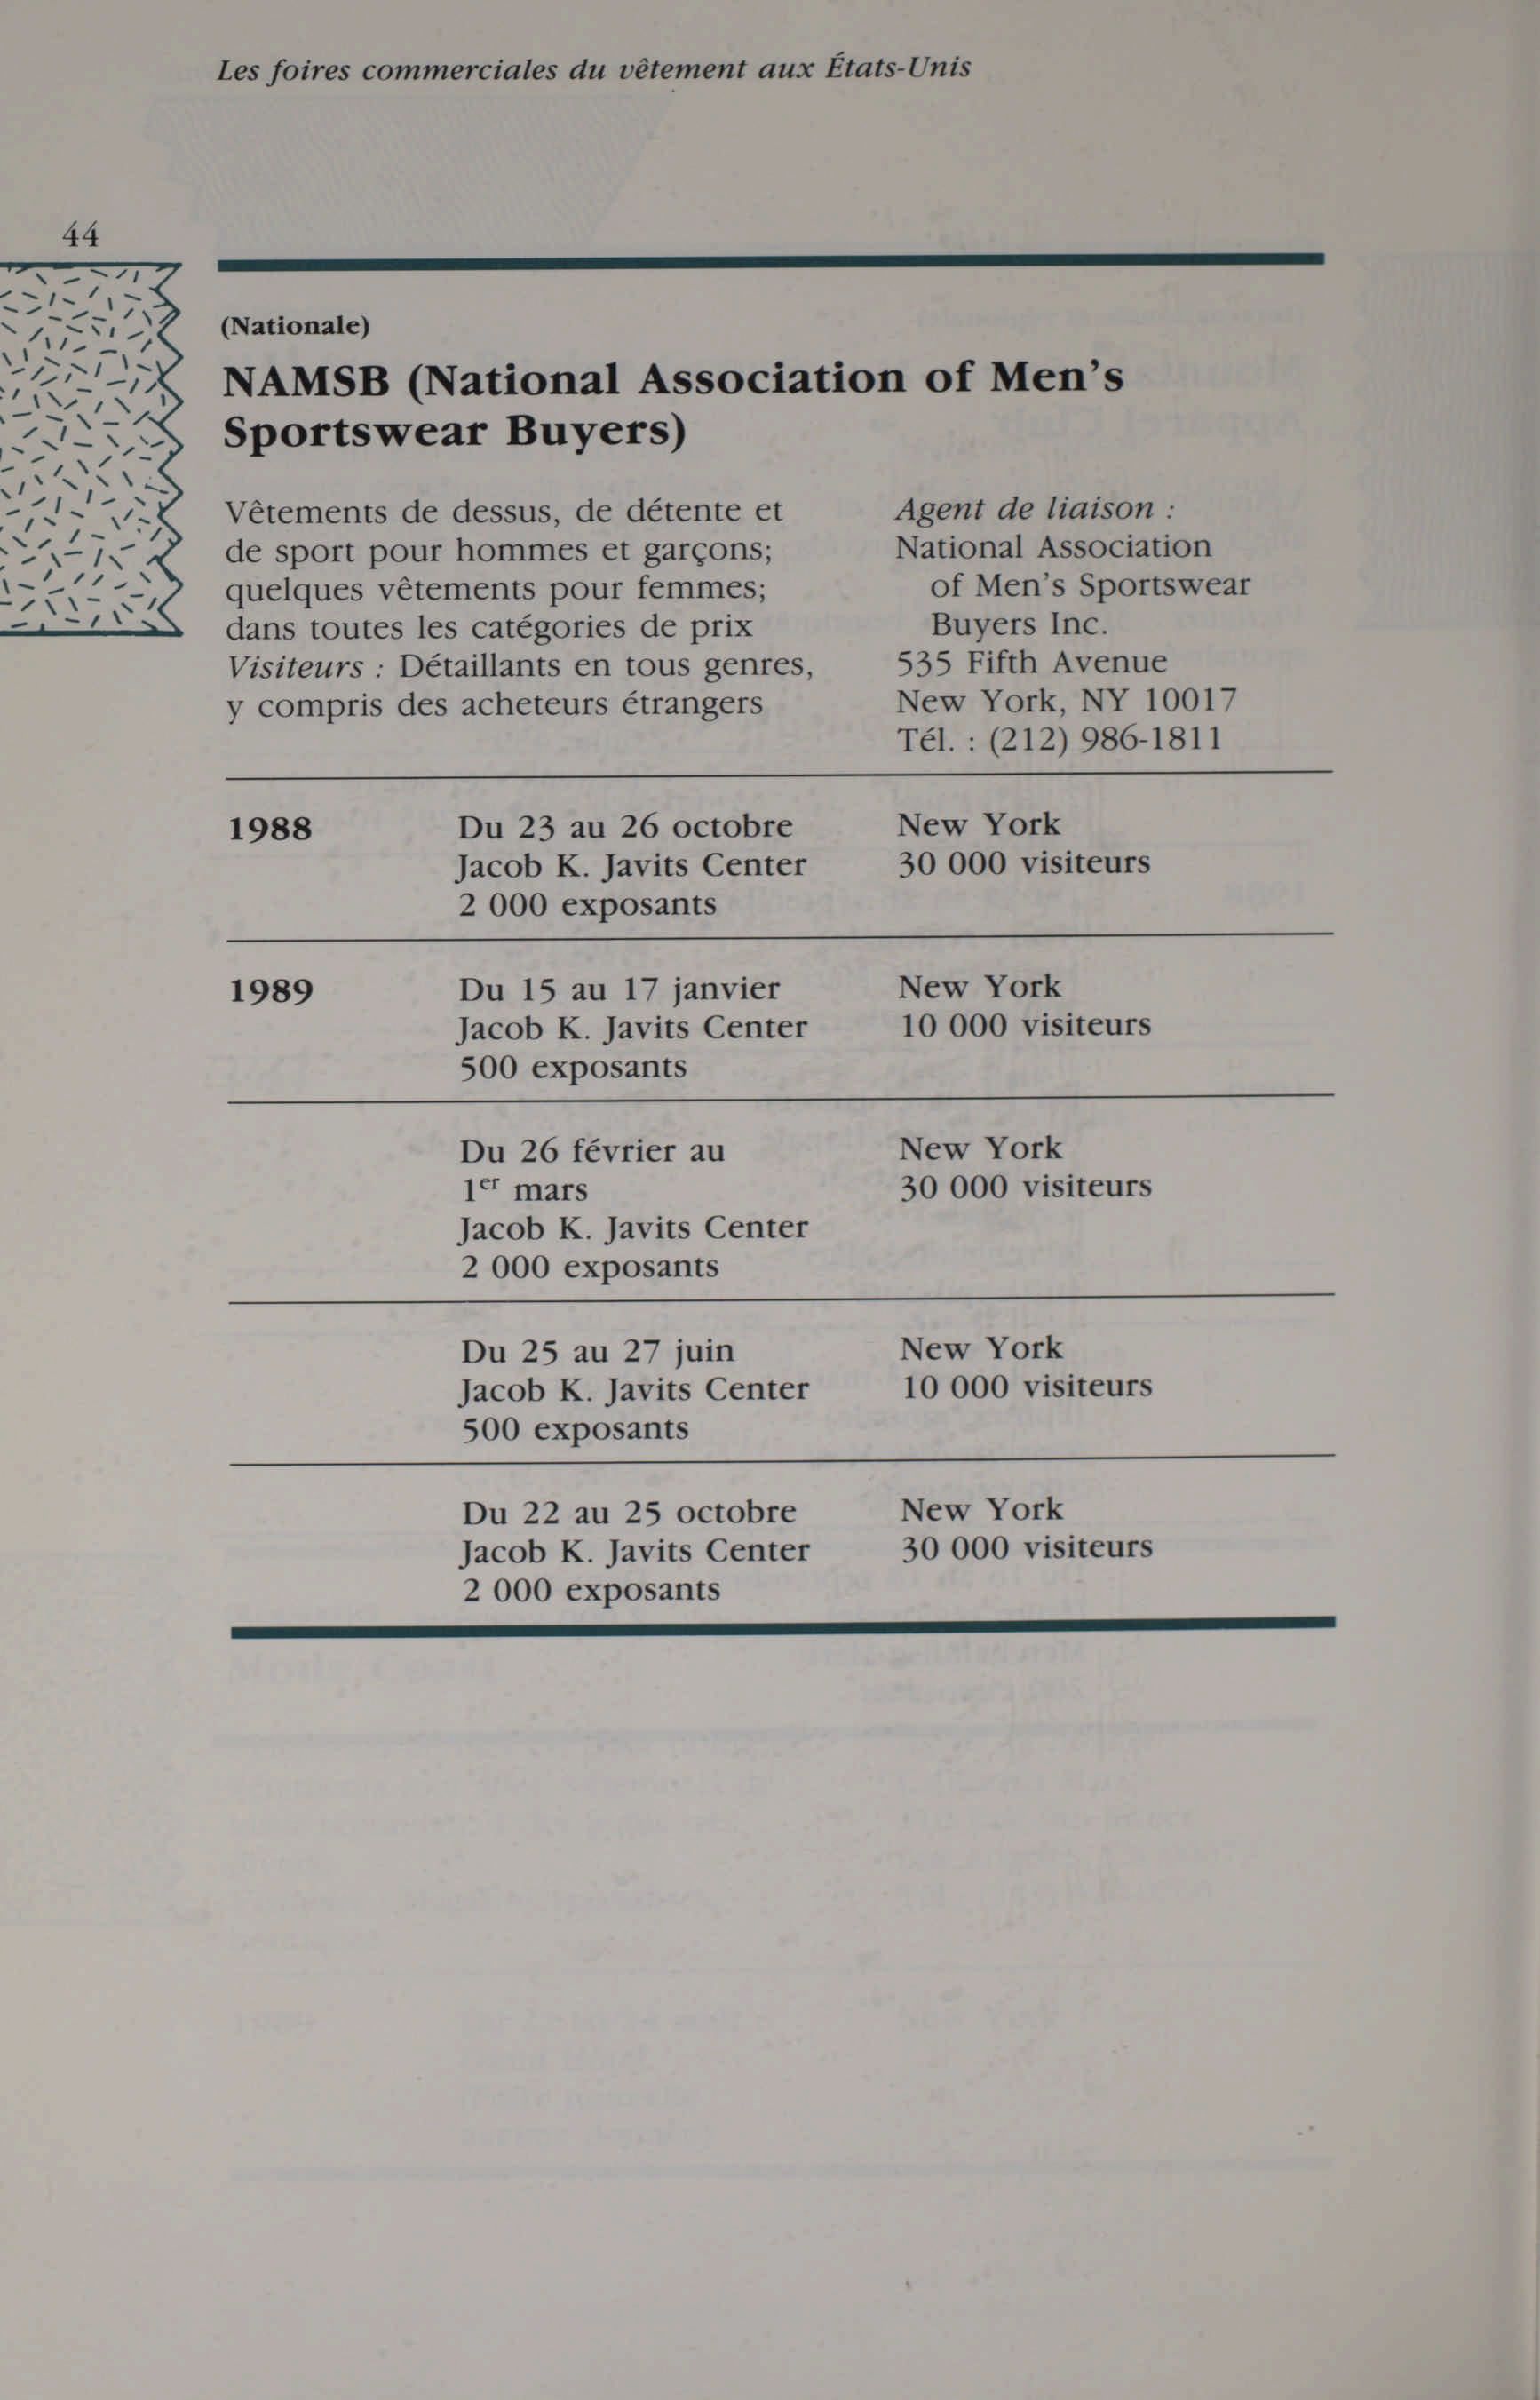 Les foires commerciales du vêtement aux États-Unis
44
(Nationale)
NAMSB (National Association of Men's
Sportswear Buyers)
Vêtements de dessus, de détente et
de sport pour hommes et garçons;
quelques vêtements pour femmes;
dans toutes les catégories de prix
Visiteurs : Détaillants en tous genres,
y compris des acheteurs étrangers
Agent de liaison :
National Association
of Men's Sportswear
Buyers Inc.
535 Fifth Avenue
New York, NY 10017
Tél. : (212) 986-1811
1988
Du 23 au 26 octobre
Jacob K. Javits Center
2 000 exposants
New York
30 000 visiteurs
1989
Du 15 au 17 janvier
Jacob K. Javits Center
500 exposants
New York
10 000 visiteurs
Du 26 février au
1er mars
Jacob K. Javits Center
2 000 exposants
New York
30 000 visiteurs
Du 25 au 27 juin
Jacob K. Javits Center
500 exposants
New York
10 000 visiteurs
Du 22 au 25 octobre
Jacob K. Javits Center
2 000 exposants
New York
30 000 visiteurs